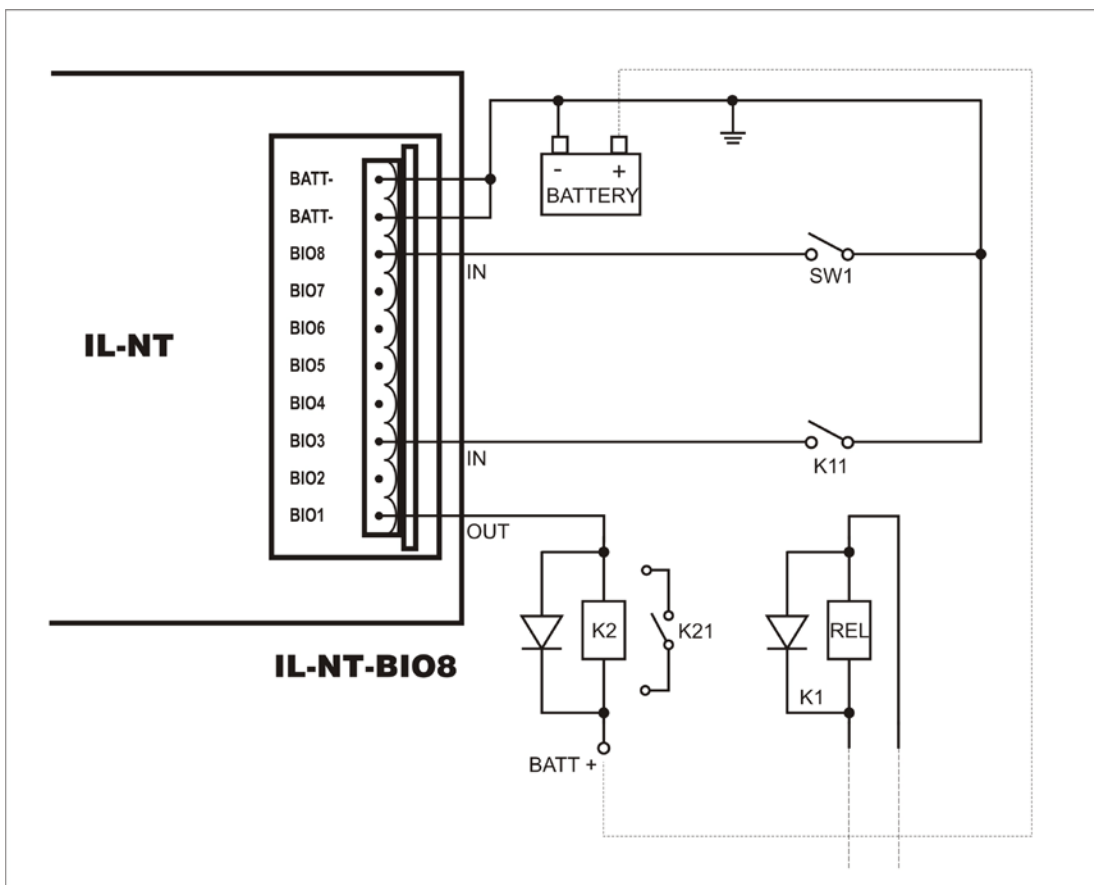 BATT-
BATT-
BIO8
BIO7
BIO6
BIO5
BIO4
BIO3
BIO2
BIO1
IL-NT
IL-NT-BIO8
- +
BATTERY
IN
SW1
IN
K11
OUT
K2
K21
REL
K1
BATT +